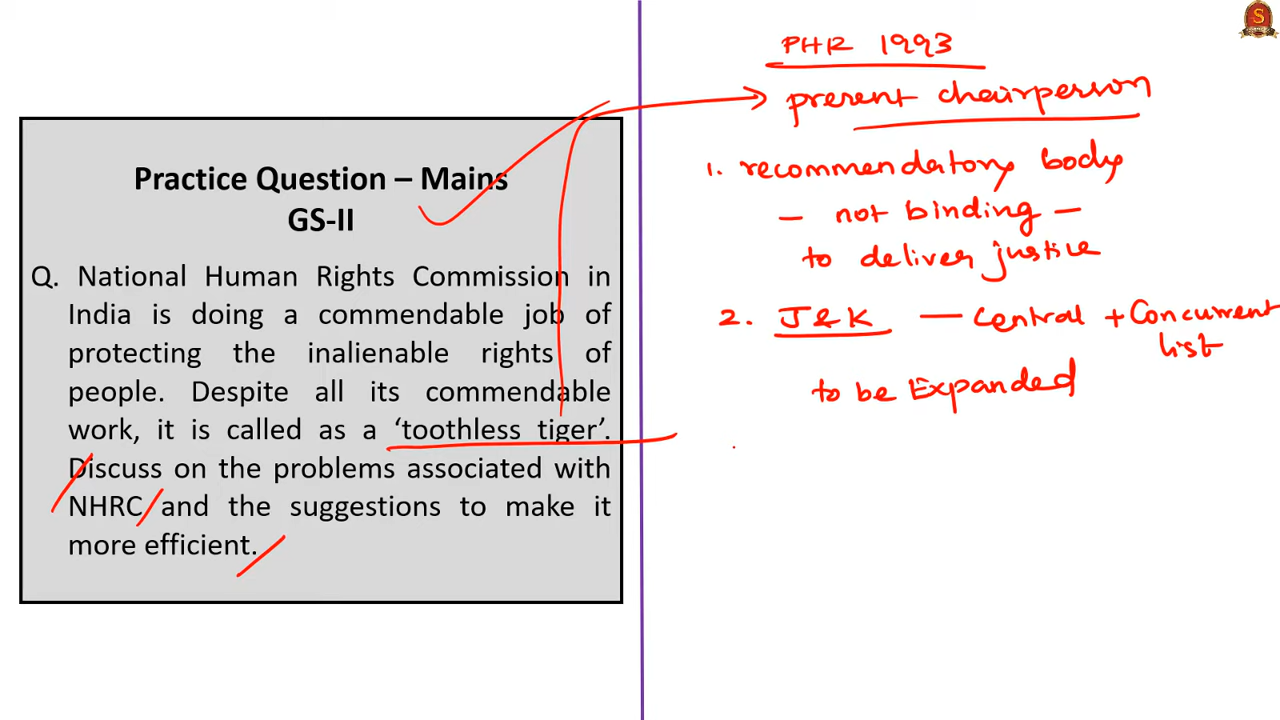 Practice Question – Mains
GS-II
Q. National Human Rights Commission in
India is doing a commendable job of
protecting the inalienable rights of
people. Despite all its commendable
work, it is called as a ‘toothless tiger’.
Discuss on the problems associated with
NHRC and the suggestions to make it
more efficient.
PHR 1993
present chairperson
1. recommendatory body
– not binding –
to deliver justice
2. J&K — Central + Concurrent
list
to be Expanded
S